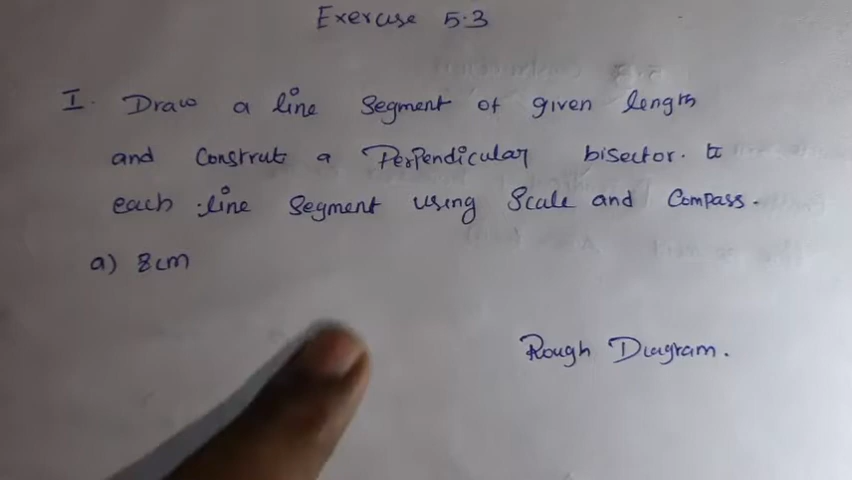 Exercise 5.3
I. Draw a line Segment of given length
and Construct a Perpendicular bisector. to
each line Segment using Scale and Compass.
a) 8cm
Rough Diagram.